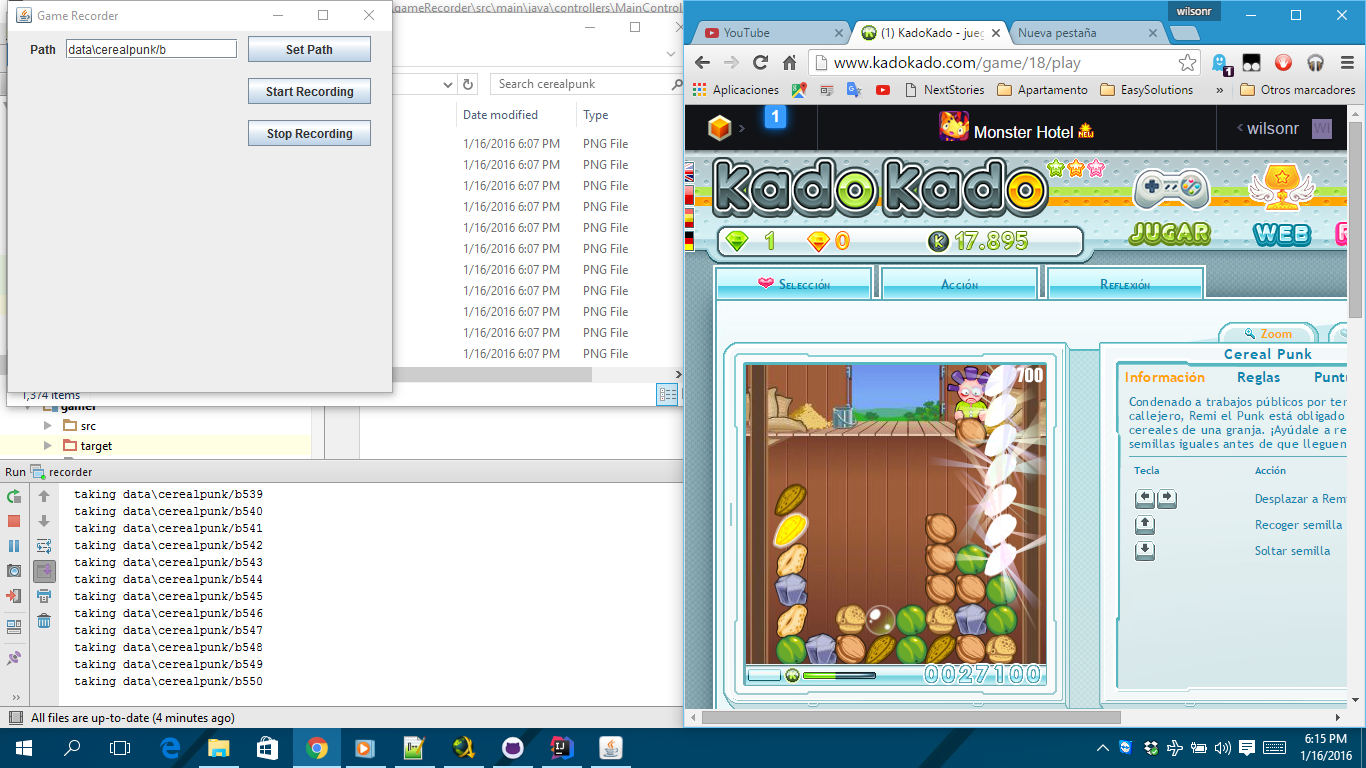 Game Recorder
Path data\cerealpunk/b Set Path
Start Recording
Stop Recording
gameRecorder\src\main\java\controllers\MainControl
Search cerealpunk
Date modified Type
1/16/2016 6:07 PM PNG File
1/16/2016 6:07 PM PNG File
1/16/2016 6:07 PM PNG File
1/16/2016 6:07 PM PNG File
1/16/2016 6:07 PM PNG File
1/16/2016 6:07 PM PNG File
1/16/2016 6:07 PM PNG File
1/16/2016 6:07 PM PNG File
1/16/2016 6:07 PM PNG File
1/16/2016 6:07 PM PNG File
1/16/2016 6:07 PM PNG File
1,374 items
gamer
src
target
Run recorder
taking data\cerealpunk/b539
taking data\cerealpunk/b540
taking data\cerealpunk/b541
taking data\cerealpunk/b542
taking data\cerealpunk/b543
taking data\cerealpunk/b544
taking data\cerealpunk/b545
taking data\cerealpunk/b546
taking data\cerealpunk/b547
taking data\cerealpunk/b548
taking data\cerealpunk/b549
taking data\cerealpunk/b550
All files are up-to-date (4 minutes ago)
wilsonr
YouTube
KadoKado - jueg
Nueva pestaña
www.kadokado.com/game/18/play
1
Aplicaciones
NextStories
Apartamento
EasySolutions
»
Otros marcadores
1
Monster Hotel NEW
wilsonr WI
KadoKado
1 0 K 17.895
JUGAR WEB R
Selección Acción Reflexión
Zoom
Cereal Punk
Información Reglas Puntu
Condenado a trabajos públicos por ter
callejero, Remi el Punk está obligado
cereales de una granja. ¡Ayúdale a re
semillas iguales antes de que lleguen
Tecla Acción
Desplazar a Rem
Recoger semilla
Soltar semilla
700
0027100
6:15 PM
1/16/2016